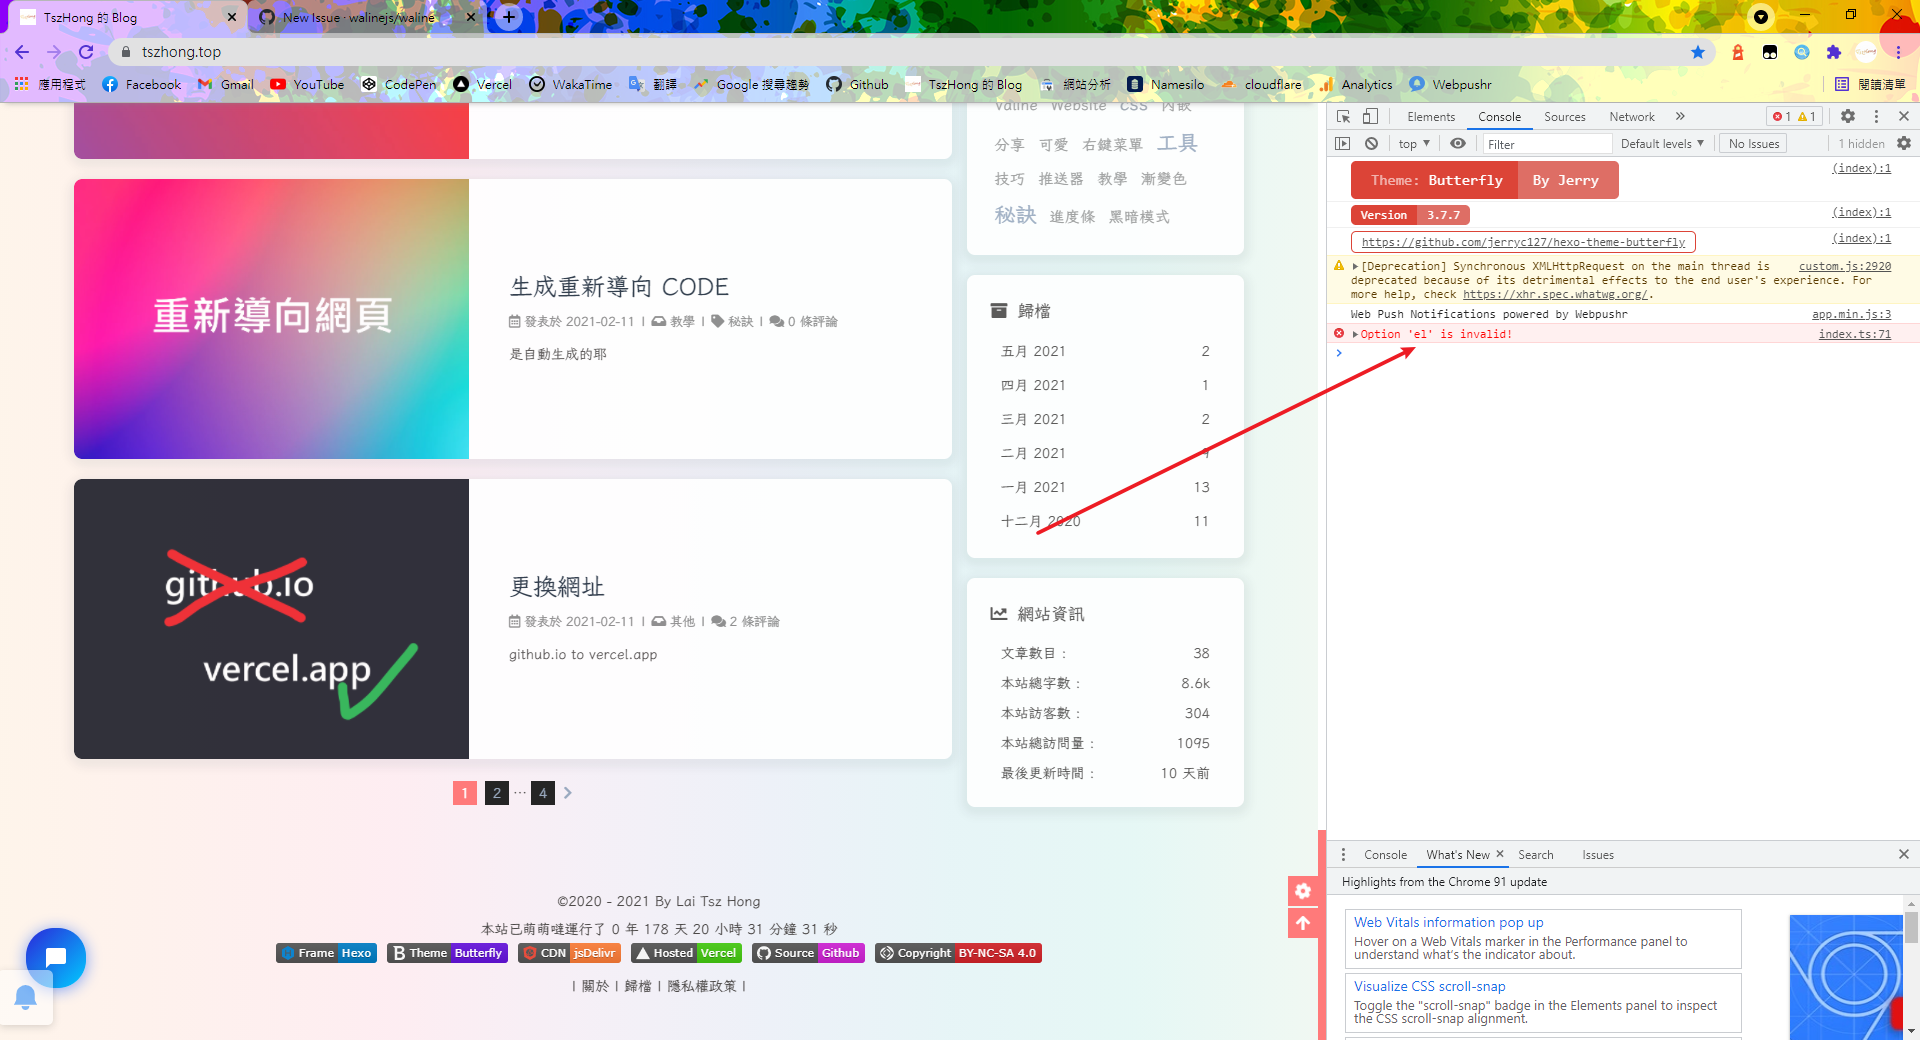 TszHong 的 Blog
New Issue · walinejs/waline
tszhong.top
應用程式
Facebook
Gmail
YouTube
CodePen
Vercel
WakaTime
翻譯
Google 搜尋趨勢
Github
TszHong 的 Blog
網站分析
Namesilo
cloudflare
Analytics
Webpushr
閱讀清單
重新導向網頁
生成重新導向 CODE
發表於 2021-02-11 | 教學 | 秘訣 | 0 條評論
是自動生成的耶
github.io
vercel.app
更換網址
發表於 2021-02-11 | 其他 | 2 條評論
github.io to vercel.app
1 2 ... 4
Valine Website CSS 內嵌
分享 可愛 右鍵菜單 工具
技巧 推送器 教學 漸變色
秘訣 進度條 黑暗模式
歸檔
五月 2021 2
四月 2021 1
三月 2021 2
二月 2021 9
一月 2021 13
十二月 2020 11
網站資訊
文章數目 : 38
本站總字數 : 8.6k
本站訪客數 : 304
本站總訪問量 : 1095
最後更新時間 : 10 天前
©2020 - 2021 By Lai Tsz Hong
本站已萌萌噠運行了 0 年 178 天 20 小時 31 分鐘 31 秒
Frame Hexo Theme Butterfly CDN jsDelivr Hosted Vercel Source Github Copyright BY-NC-SA 4.0
| 關於 | 歸檔 | 隱私權政策 |
Elements Console Sources Network » 1 1
top Filter Default levels No Issues 1 hidden
Theme: Butterfly By Jerry (index):1
Version 3.7.7 (index):1
https://github.com/jerryc127/hexo-theme-butterfly (index):1
[Deprecation] Synchronous XMLHttpRequest on the main thread is custom.js:2920
deprecated because of its detrimental effects to the end user's experience. For
more help, check https://xhr.spec.whatwg.org/.
Web Push Notifications powered by Webpushr app.min.js:3
Option 'el' is invalid! index.ts:71
Console What's New Search Issues
Highlights from the Chrome 91 update
Web Vitals information pop up
Hover on a Web Vitals marker in the Performance panel to
understand what's the indicator about.
Visualize CSS scroll-snap
Toggle the "scroll-snap" badge in the Elements panel to inspect
the CSS scroll-snap alignment.